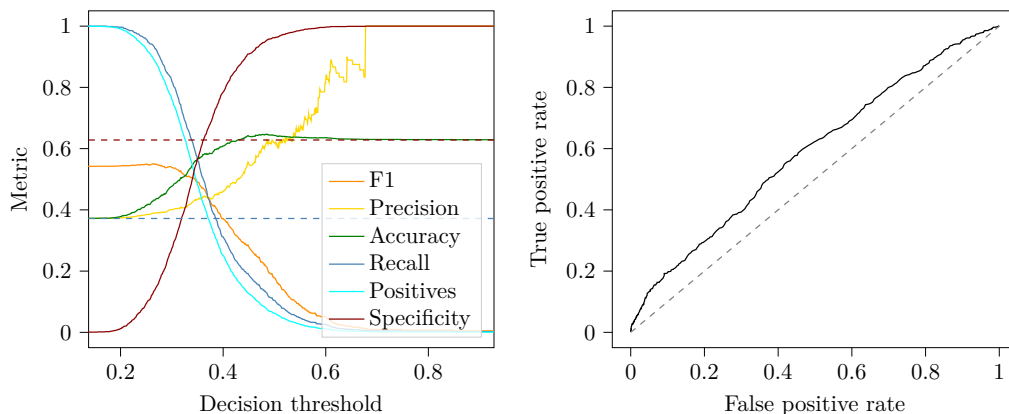 1
0.8
0.6
0.4
0.2
0
Metric
0.2
0.4
0.6
0.8
Decision threshold
F1
Precision
Accuracy
Recall
Positives
Specificity
1
0.8
0.6
0.4
0.2
0
True positive rate
0
0.2
0.4
0.6
0.8
1
False positive rate